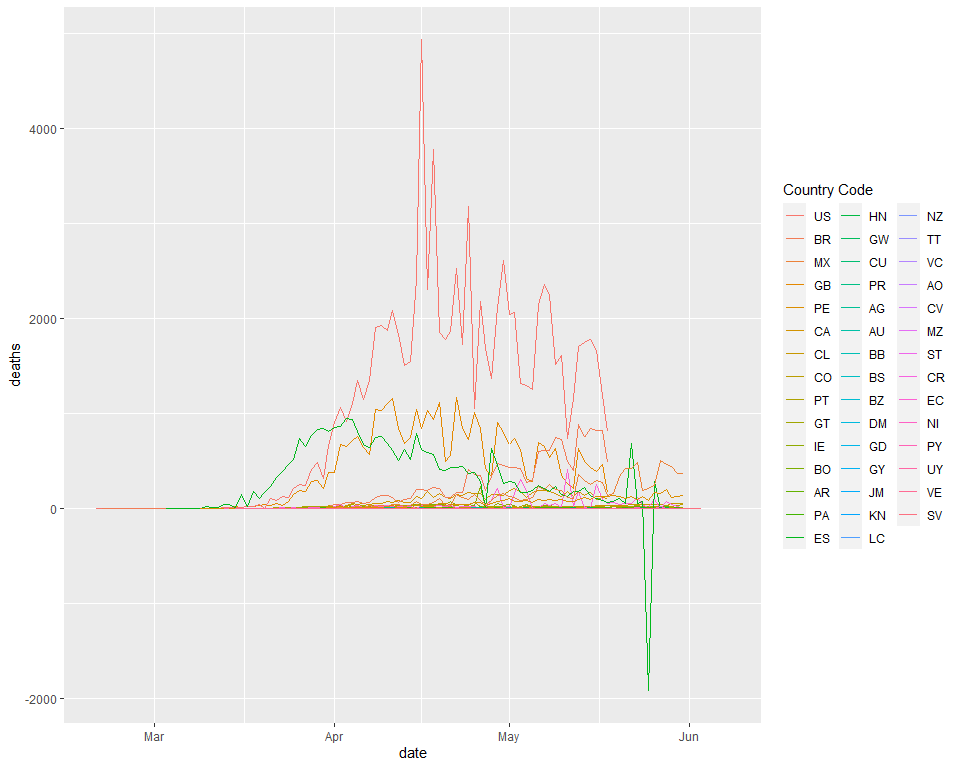 4000
2000
0
-2000
deaths
Mar
Apr
May
Jun
date
Country Code
US HN NZ
BR GW TT
MX CU VC
GB PR AO
PE AG CV
CA AU MZ
CL BB ST
CO BS CR
PT BZ EC
GT DM NI
IE GD PY
BO GY UY
AR JM VE
PA KN SV
ES LC